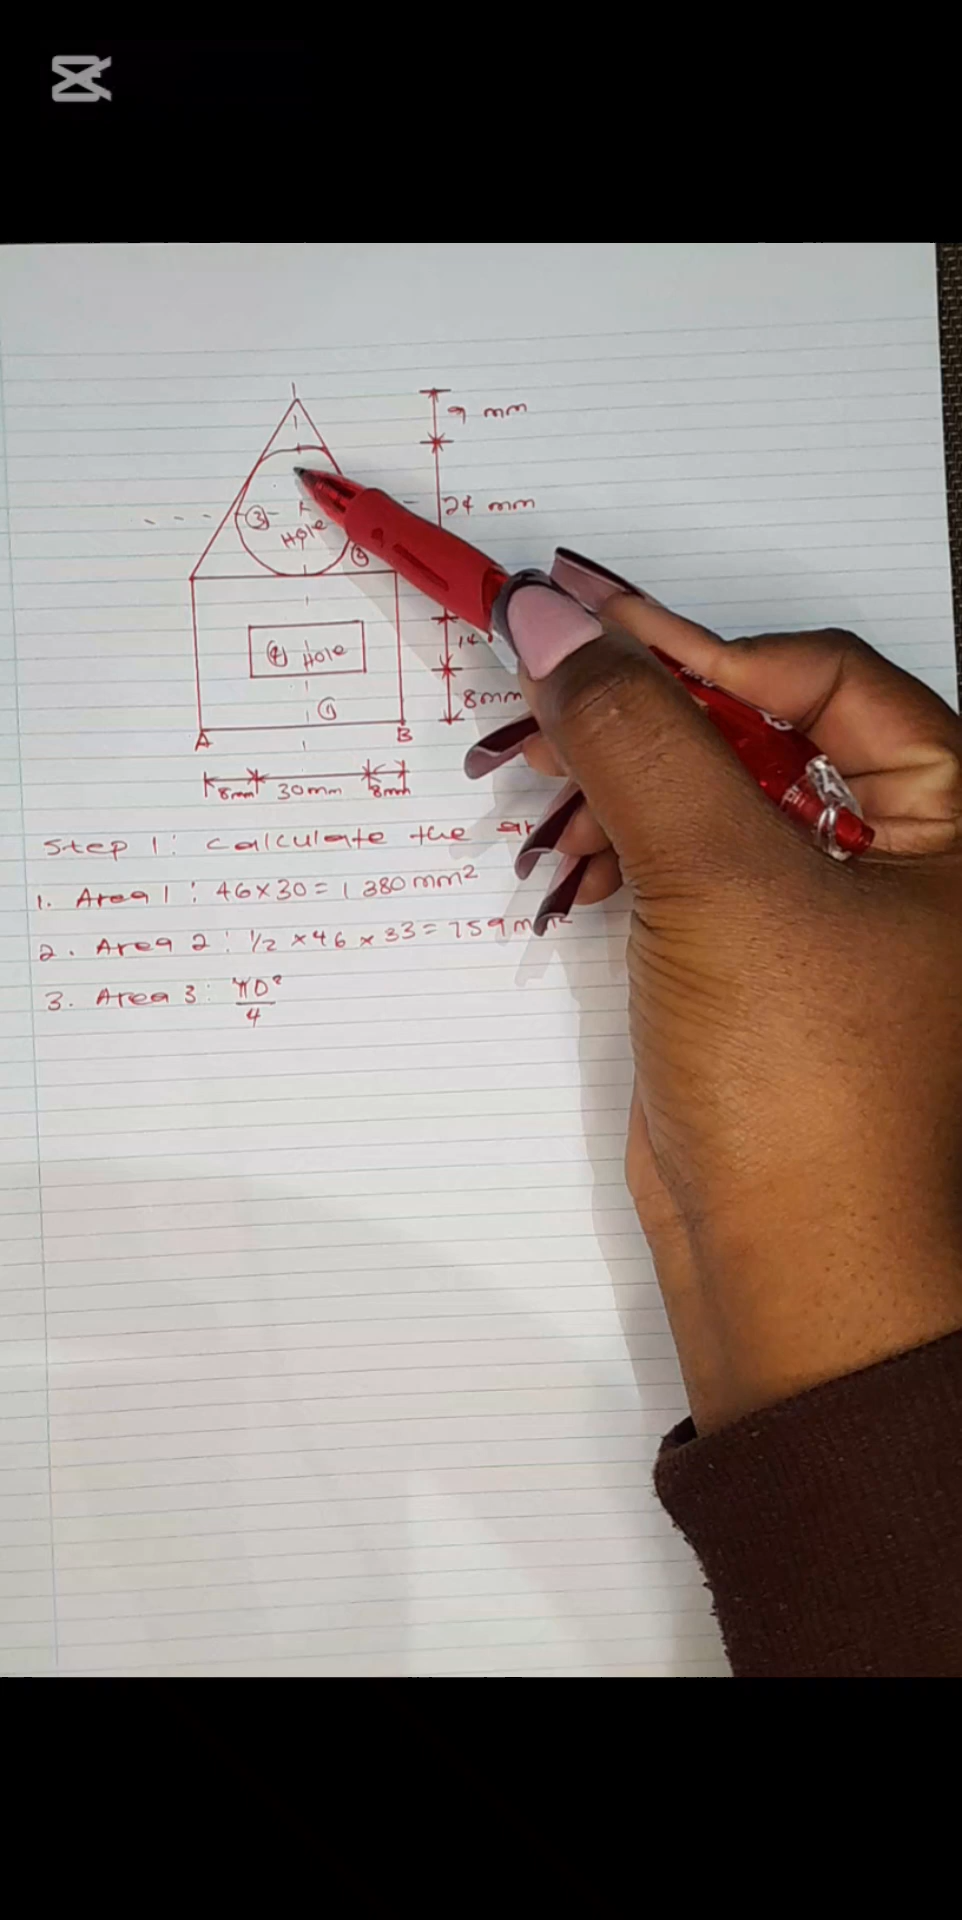 9 mm
24 mm
③
Hole
②
④ Hole
14
8mm
①
A B
8mm 30mm 8mm
Step 1: calculate the
1. Area 1: 46×30 = 1 380 mm²
2. Area 2: 1/2 × 46 × 33 = 759 mm²
3. Area 3: πD²
4